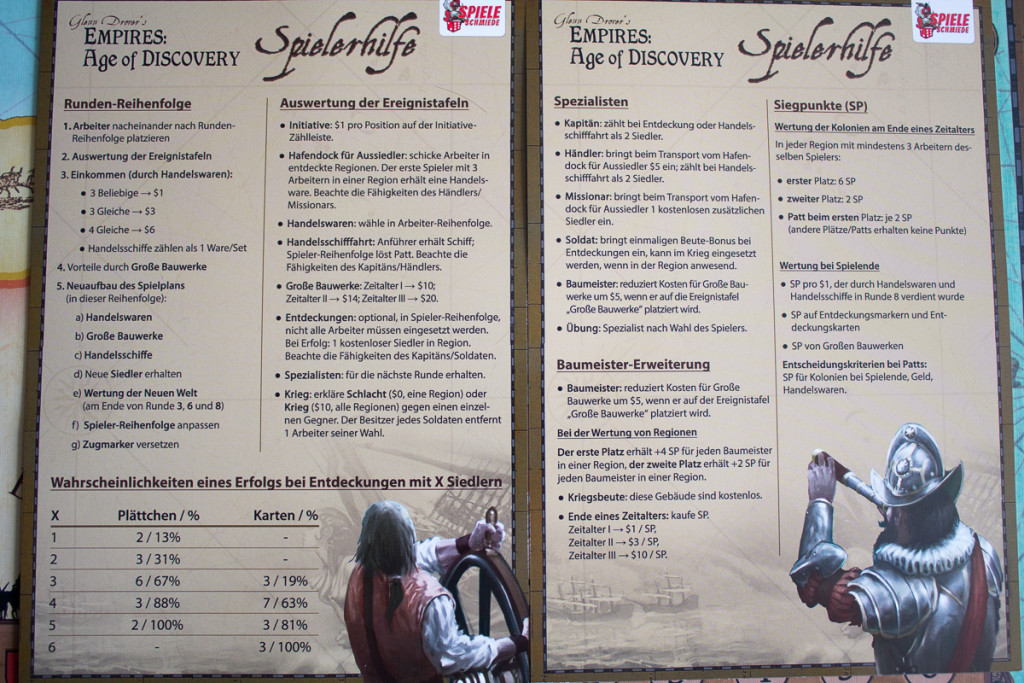 Glenn Drover's
EMPIRES:
Age of DISCOVERY
Spielerhilfe
SPIELE
SCHMIEDE
Runden-Reihenfolge
1. Arbeiter nacheinander nach Runden-
Reihenfolge platzieren
2. Auswertung der Ereignistafeln
3. Einkommen (durch Handelswaren):
• 3 Beliebige → $1
• 3 Gleiche → $3
• 4 Gleiche → $6
• Handelsschiffe zählen als 1 Ware/Set
4. Vorteile durch Große Bauwerke
5. Neuaufbau des Spielplans
(in dieser Reihenfolge):
a) Handelswaren
b) Große Bauwerke
c) Handelsschiffe
d) Neue Siedler erhalten
e) Wertung der Neuen Welt
(am Ende von Runde 3, 6 und 8)
f) Spieler-Reihenfolge anpassen
g) Zugmarker versetzen
Auswertung der Ereignistafeln
• Initiative: $1 pro Position auf der Initiative-
Zählleiste.
• Hafendock für Aussiedler: schicke Arbeiter in
entdeckte Regionen. Der erste Spieler mit 3
Arbeitern in einer Region erhält eine Handels-
ware. Beachte die Fähigkeiten des Händlers/
Missionars.
• Handelswaren: wähle in Arbeiter-Reihenfolge.
• Handelsschifffahrt: Anführer erhält Schiff;
Spieler-Reihenfolge löst Patt. Beachte die
Fähigkeiten des Kapitäns/Händlers.
• Große Bauwerke: Zeitalter I → $10;
Zeitalter II → $14; Zeitalter III → $20.
• Entdeckungen: optional, in Spieler-Reihenfolge,
nicht alle Arbeiter müssen eingesetzt werden.
Bei Erfolg: 1 kostenloser Siedler in Region.
Beachte die Fähigkeiten des Kapitäns/Soldaten.
• Spezialisten: für die nächste Runde erhalten.
• Krieg: erkläre Schlacht ($0, eine Region) oder
Krieg ($10, alle Regionen) gegen einen einzel-
nen Gegner. Der Besitzer jedes Soldaten entfernt
1 Arbeiter seiner Wahl.
Wahrscheinlichkeiten eines Erfolgs bei Entdeckungen mit X Siedlern
X Plättchen / % Karten / %
1 2 / 13% -
2 3 / 31% -
3 6 / 67% 3 / 19%
4 3 / 88% 7 / 63%
5 2 / 100% 3 / 81%
6 - 3 / 100%
Glenn Drover's
EMPIRES:
Age of DISCOVERY
Spielerhilfe
SPIELE
SCHMIEDE
Spezialisten
• Kapitän: zählt bei Entdeckung oder Handels-
schifffahrt als 2 Siedler.
• Händler: bringt beim Transport vom Hafen-
dock für Aussiedler $5 ein; zählt bei Handels-
schifffahrt als 2 Siedler.
• Missionar: bringt beim Transport vom Hafen-
dock für Aussiedler 1 kostenlosen zusätzlichen
Siedler ein.
• Soldat: bringt einmaligen Beute-Bonus bei
Entdeckungen ein, kann im Krieg eingesetzt
werden, wenn in der Region anwesend.
• Baumeister: reduziert Kosten für Große Bau-
werke um $5, wenn er auf die Ereignistafel
„Große Bauwerke" platziert wird.
• Übung: Spezialist nach Wahl des Spielers.
Baumeister-Erweiterung
• Baumeister: reduziert Kosten für Große
Bauwerke um $5, wenn er auf der Ereignistafel
„Große Bauwerke" platziert wird.
Bei der Wertung von Regionen
Der erste Platz erhält +4 SP für jeden Baumeister
in einer Region, der zweite Platz erhält +2 SP für
jeden Baumeister in einer Region.
• Kriegsbeute: diese Gebäude sind kostenlos.
• Ende eines Zeitalters: kaufe SP.
Zeitalter I → $1 / SP,
Zeitalter II → $3 / SP,
Zeitalter III → $10 / SP.
Siegpunkte (SP)
Wertung der Kolonien am Ende eines Zeitalters
In jeder Region mit mindestens 3 Arbeitern des-
selben Spielers:
• erster Platz: 6 SP
• zweiter Platz: 2 SP
• Patt beim ersten Platz: je 2 SP
(andere Plätze/Patts erhalten keine Punkte)
Wertung bei Spielende
• SP pro $1, der durch Handelswaren und
Handelsschiffe in Runde 8 verdient wurde
• SP auf Entdeckungsmarkern und Ent-
deckungskarten
• SP von Großen Bauwerken
Entscheidungskriterien bei Patts:
SP für Kolonien bei Spielende, Geld,
Handelswaren.